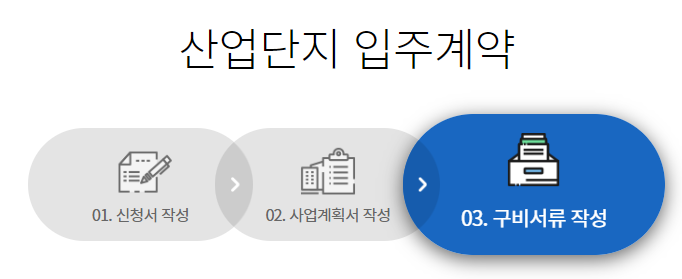 산업단지 입주계약
01. 신청서 작성
02. 사업계획서 작성
03. 구비서류 작성